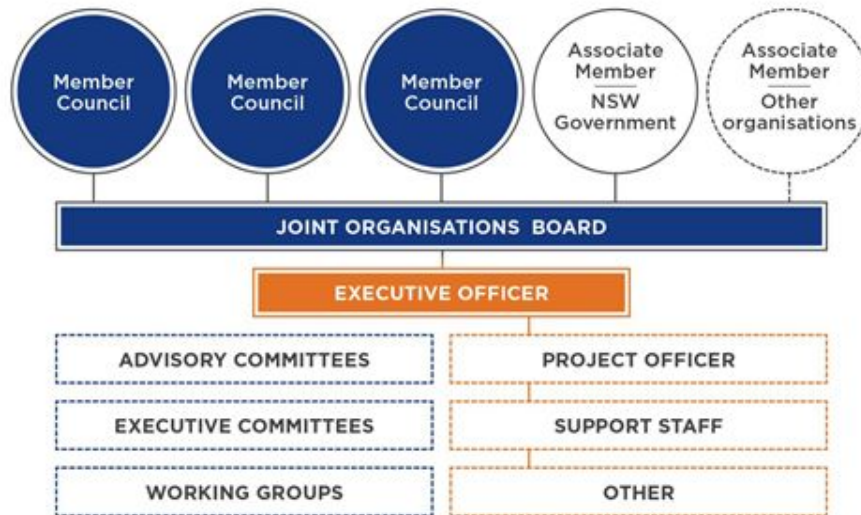 Member
Council
Member
Council
Member
Council
Associate
Member
NSW
Government
Associate
Member
Other
organisations
JOINT ORGANISATIONS BOARD
EXECUTIVE OFFICER
ADVISORY COMMITTEES
PROJECT OFFICER
EXECUTIVE COMMITTEES
SUPPORT STAFF
WORKING GROUPS
OTHER